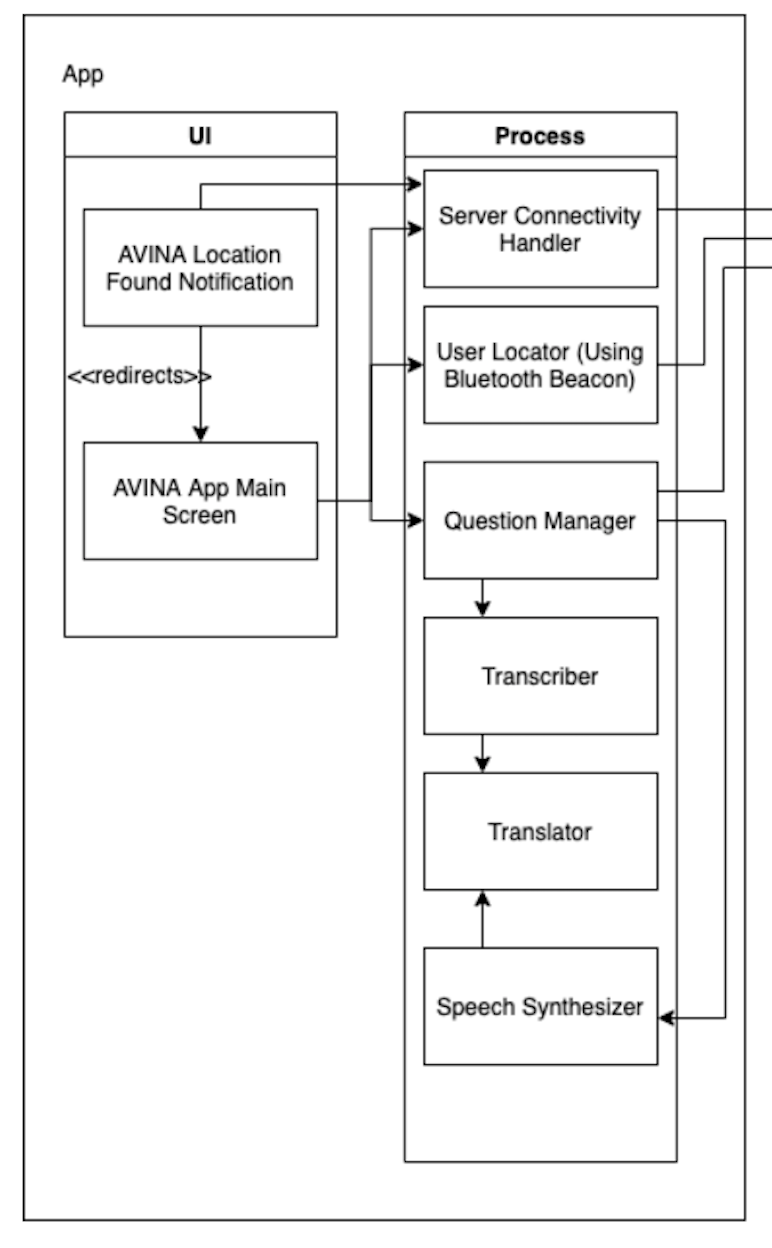 App
UI
Process
AVINA Location
Found Notification
<<redirects>>
AVINA App Main
Screen
Server Connectivity
Handler
User Locator (Using
Bluetooth Beacon)
Question Manager
Transcriber
Translator
Speech Synthesizer